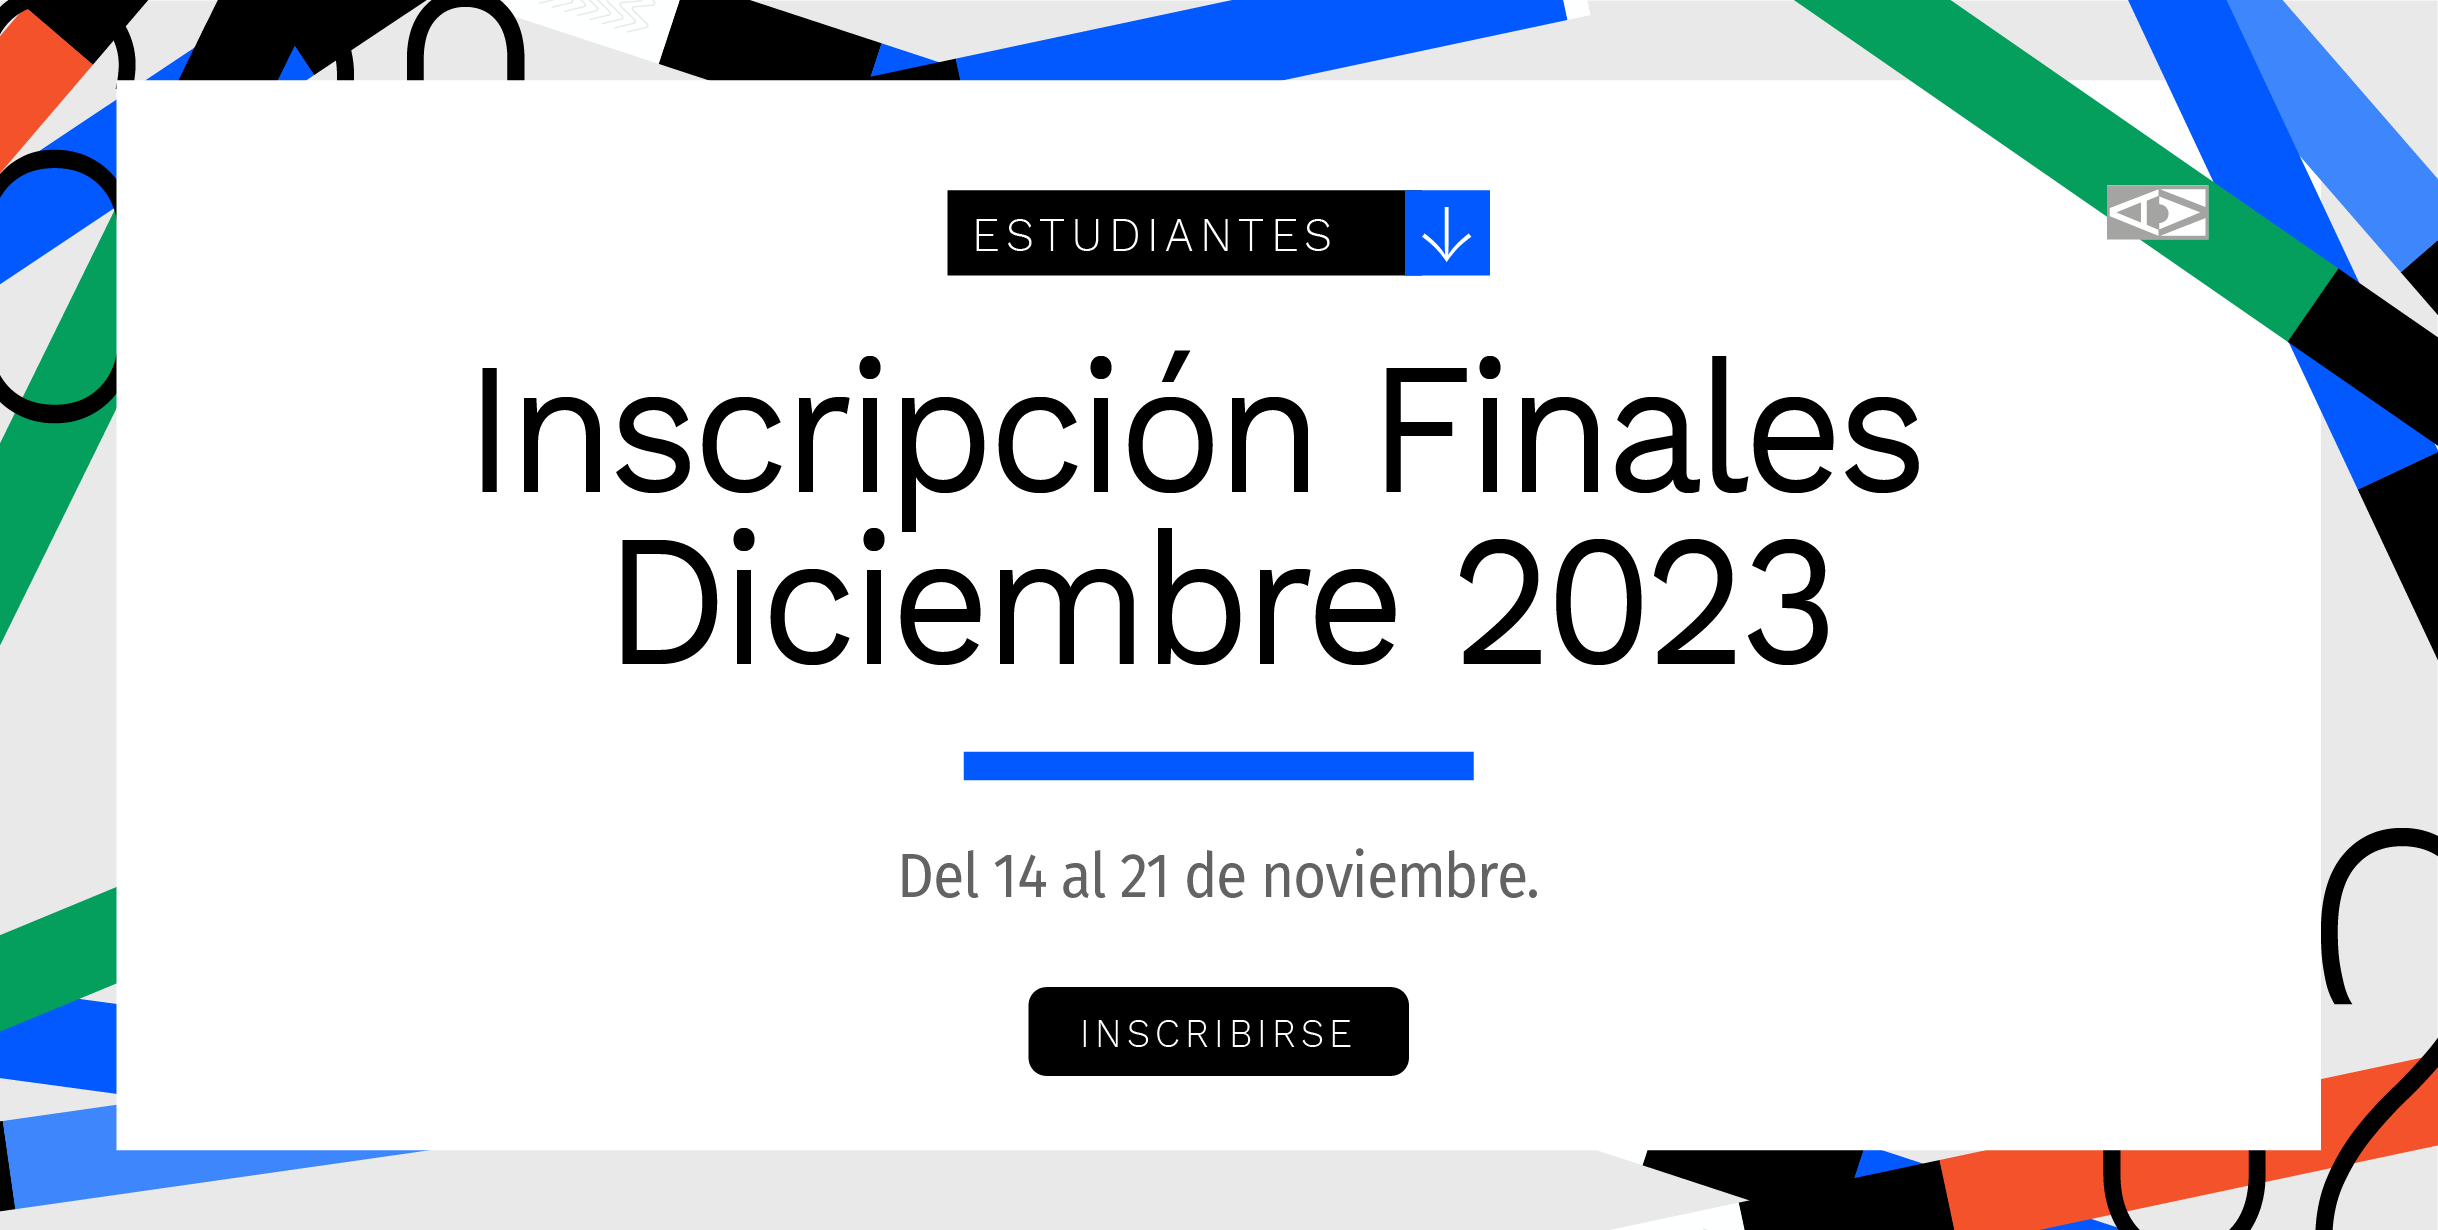 ESTUDIANTES
Inscripción Finales
Diciembre 2023
Del 14 al 21 de noviembre.
INSCRIBIRSE